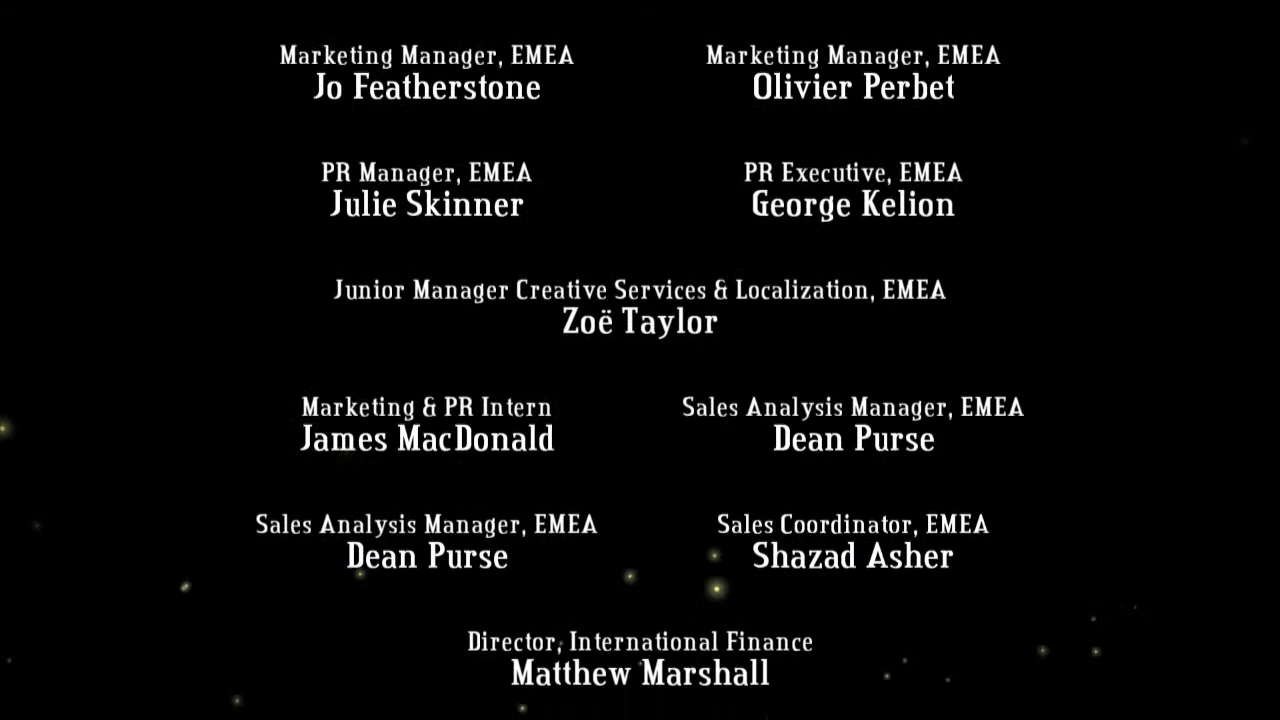 Marketing Manager, EMEA
Jo Featherstone
Marketing Manager, EMEA
Olivier Perbet
PR Manager, EMEA
Julie Skinner
PR Executive, EMEA
George Kelion
Junior Manager Creative Services & Localization, EMEA
Zoë Taylor
Marketing & PR Intern
James MacDonald
Sales Analysis Manager, EMEA
Dean Purse
Sales Analysis Manager, EMEA
Dean Purse
Sales Coordinator, EMEA
Shazad Asher
Director, International Finance
Matthew Marshall